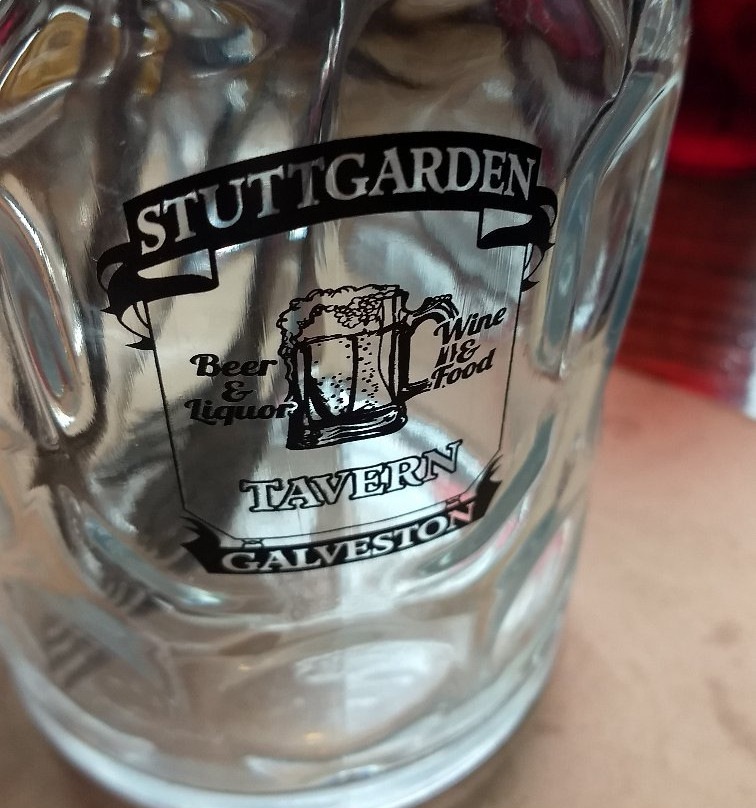 STUTTGARDEN
Beer
&
Liquor
Wine
&
Food
TAVERN
GALVESTON